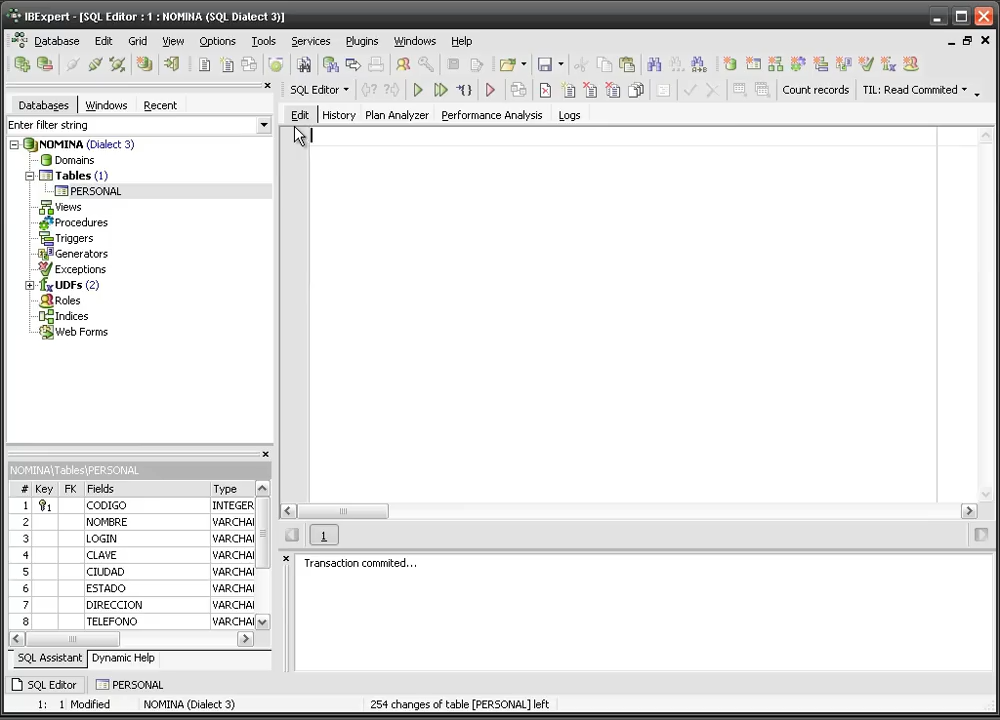 IBExpert - [SQL Editor : 1 : NOMINA (SQL Dialect 3)]
Database Edit Grid View Options Tools Services Plugins Windows Help
SQL Editor Count records TIL: Read Commited
Databases Windows Recent
Enter filter string
Edit History Plan Analyzer Performance Analysis Logs
NOMINA (Dialect 3)
Domains
Tables (1)
PERSONAL
Views
Procedures
Triggers
Generators
Exceptions
UDFs (2)
Roles
Indices
Web Forms
NOMINA\Tables\PERSONAL
# Key FK Fields Type
1 1 CODIGO INTEGER
2 NOMBRE VARCHAI
3 LOGIN VARCHAI
4 CLAVE VARCHAI
5 CIUDAD VARCHAI
6 ESTADO VARCHAI
7 DIRECCION VARCHAI
8 TELEFONO VARCHAI
SQL Assistant Dynamic Help
1
Transaction commited...
SQL Editor PERSONAL
1: 1 Modified NOMINA (Dialect 3) 254 changes of table [PERSONAL] left